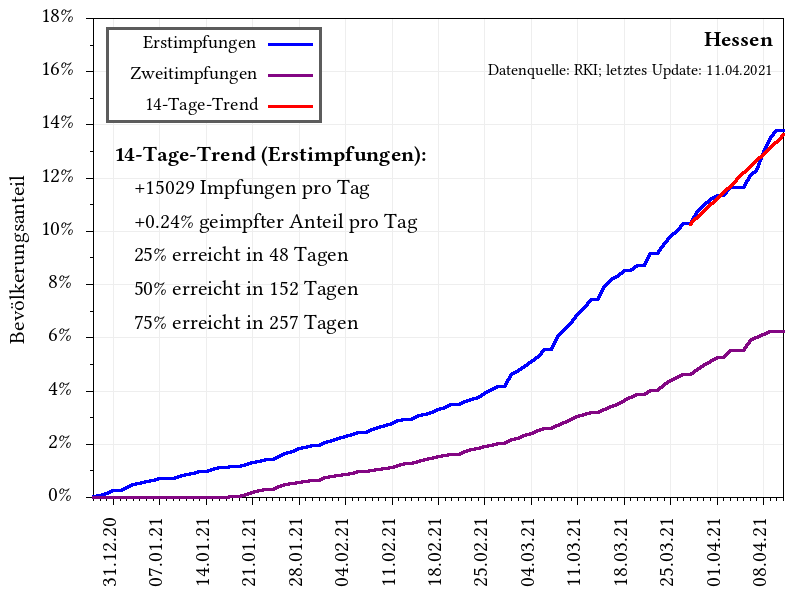 18%
16%
14%
12%
10%
8%
6%
4%
2%
0%
Bevölkerungsanteil
Erstimpfungen
Zweitimpfungen
14-Tage-Trend
Hessen
Datenquelle: RKI; letztes Update: 11.04.2021
14-Tage-Trend (Erstimpfungen):
+15029 Impfungen pro Tag
+0.24% geimpfter Anteil pro Tag
25% erreicht in 48 Tagen
50% erreicht in 152 Tagen
75% erreicht in 257 Tagen
31.12.20
07.01.21
14.01.21
21.01.21
28.01.21
04.02.21
11.02.21
18.02.21
25.02.21
04.03.21
11.03.21
18.03.21
25.03.21
01.04.21
08.04.21